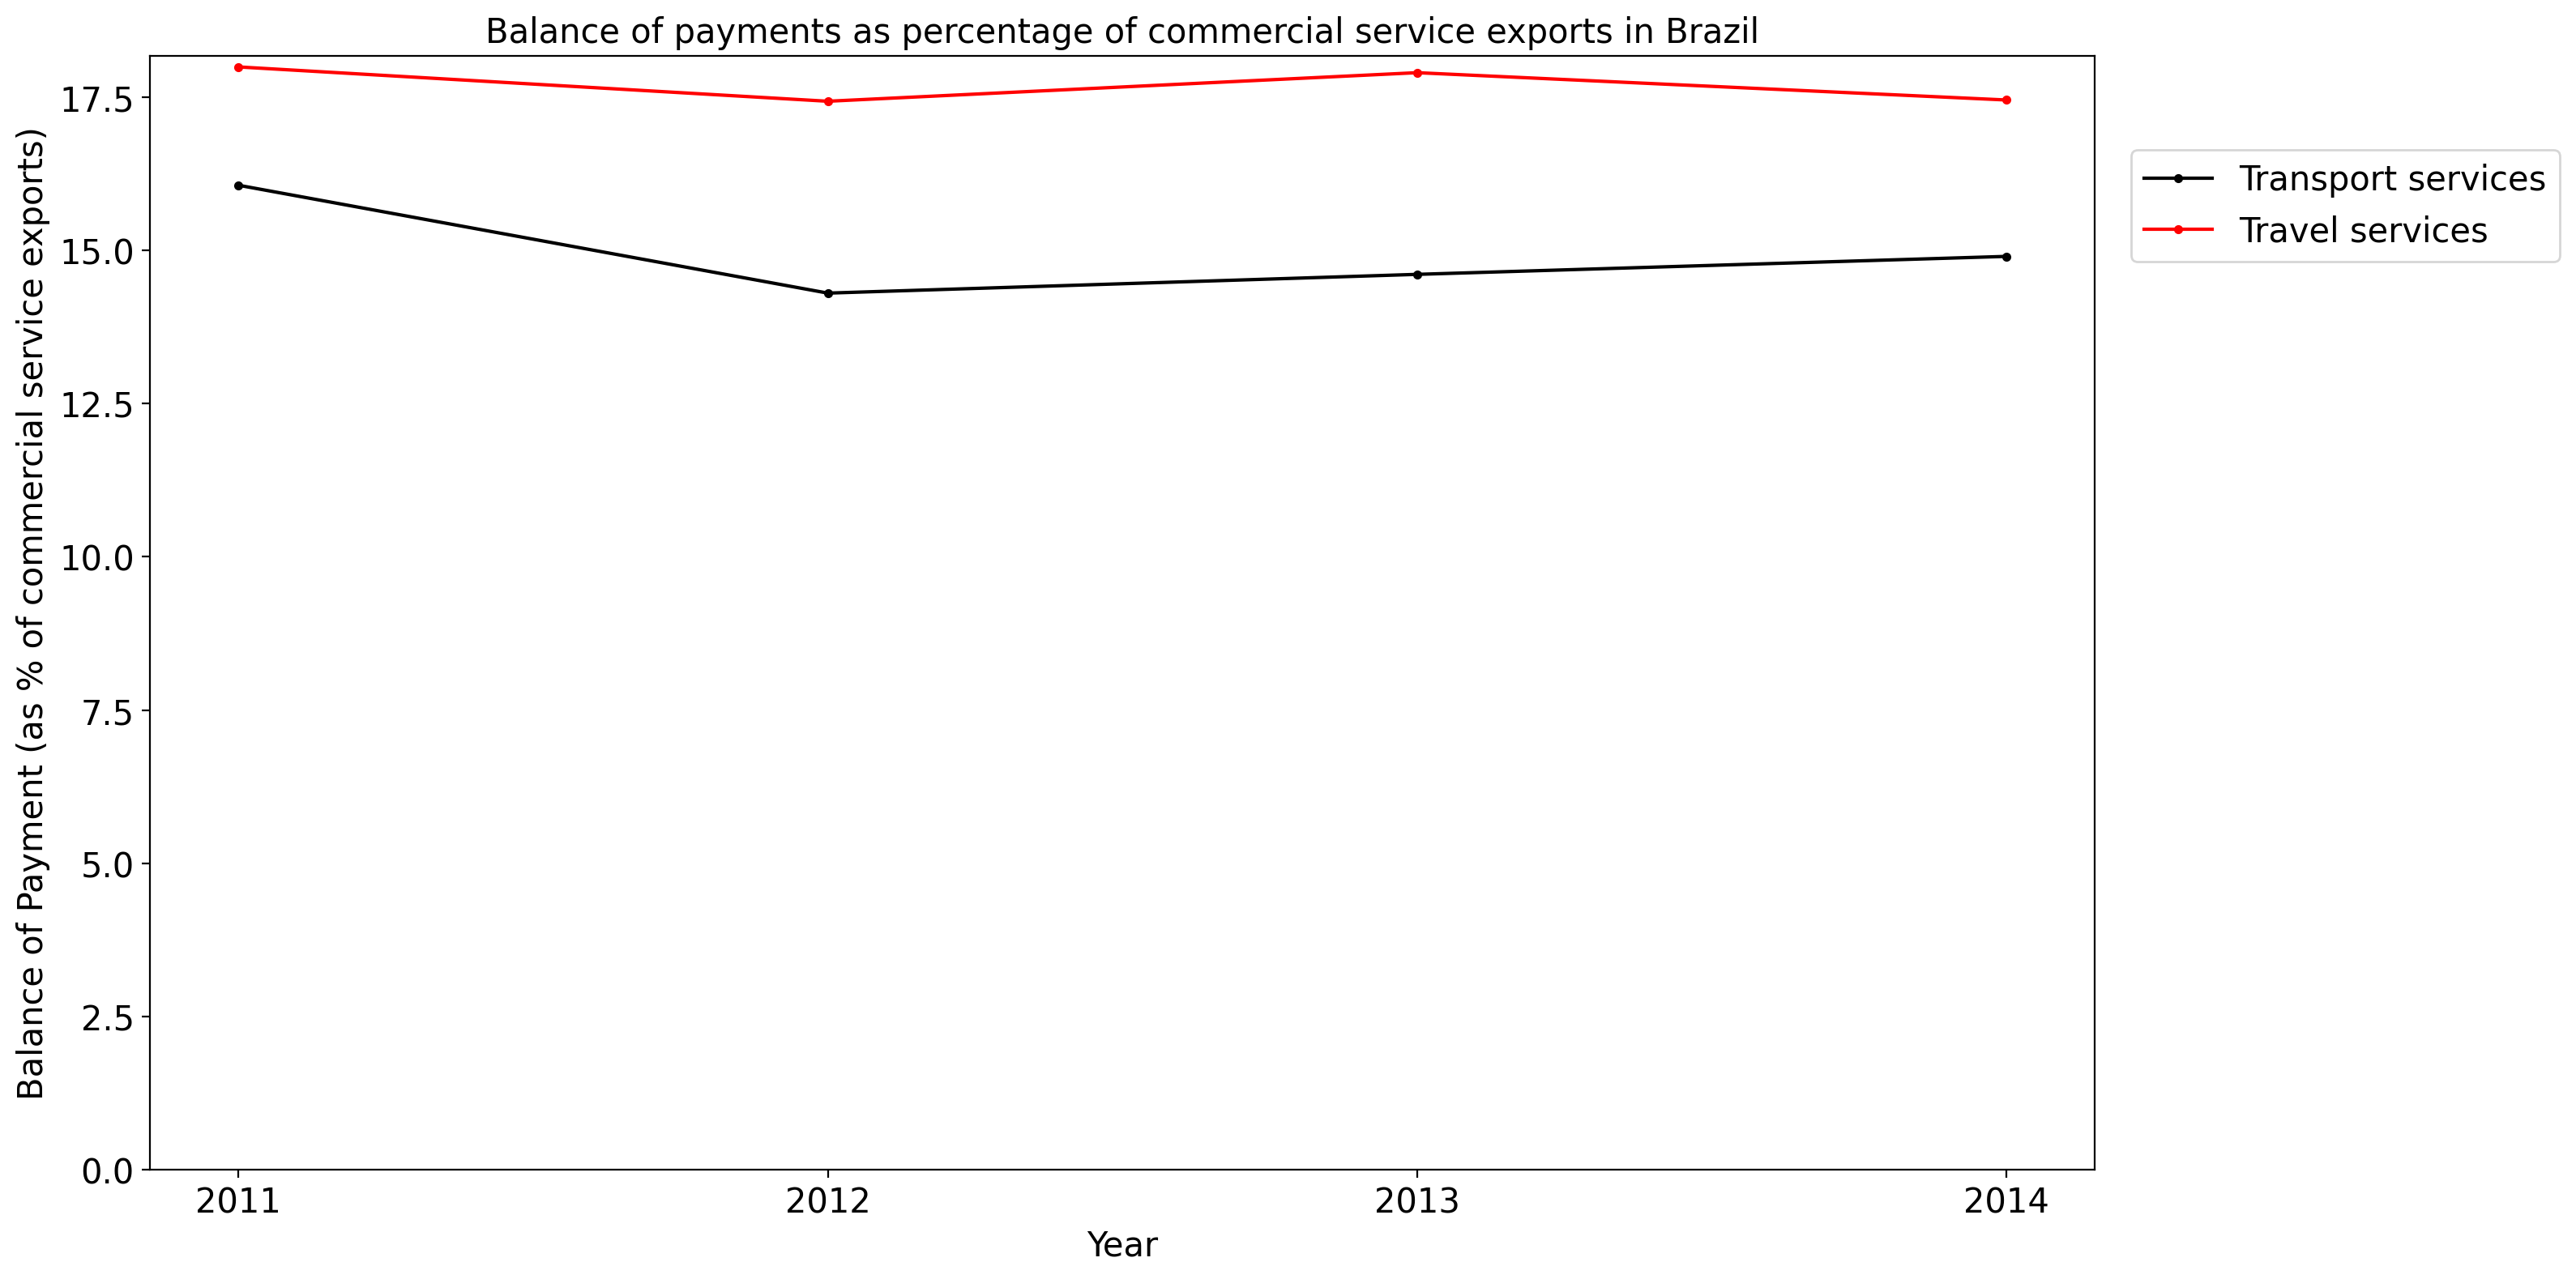 Balance of payments as percentage of commercial service exports in Brazil
Balance of Payment (as % of commercial service exports)
17.5
15.0
12.5
10.0
7.5
5.0
2.5
0.0
2011 2012 2013 2014
Year
Transport services
Travel services